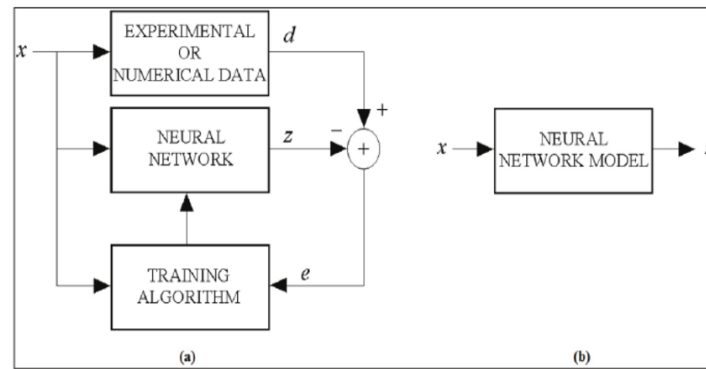 EXPERIMENTAL
OR
NUMERICAL DATA
x
d
+
NEURAL
NETWORK
z
−
+
TRAINING
ALGORITHM
e
(a)
x
NEURAL
NETWORK MODEL
(b)